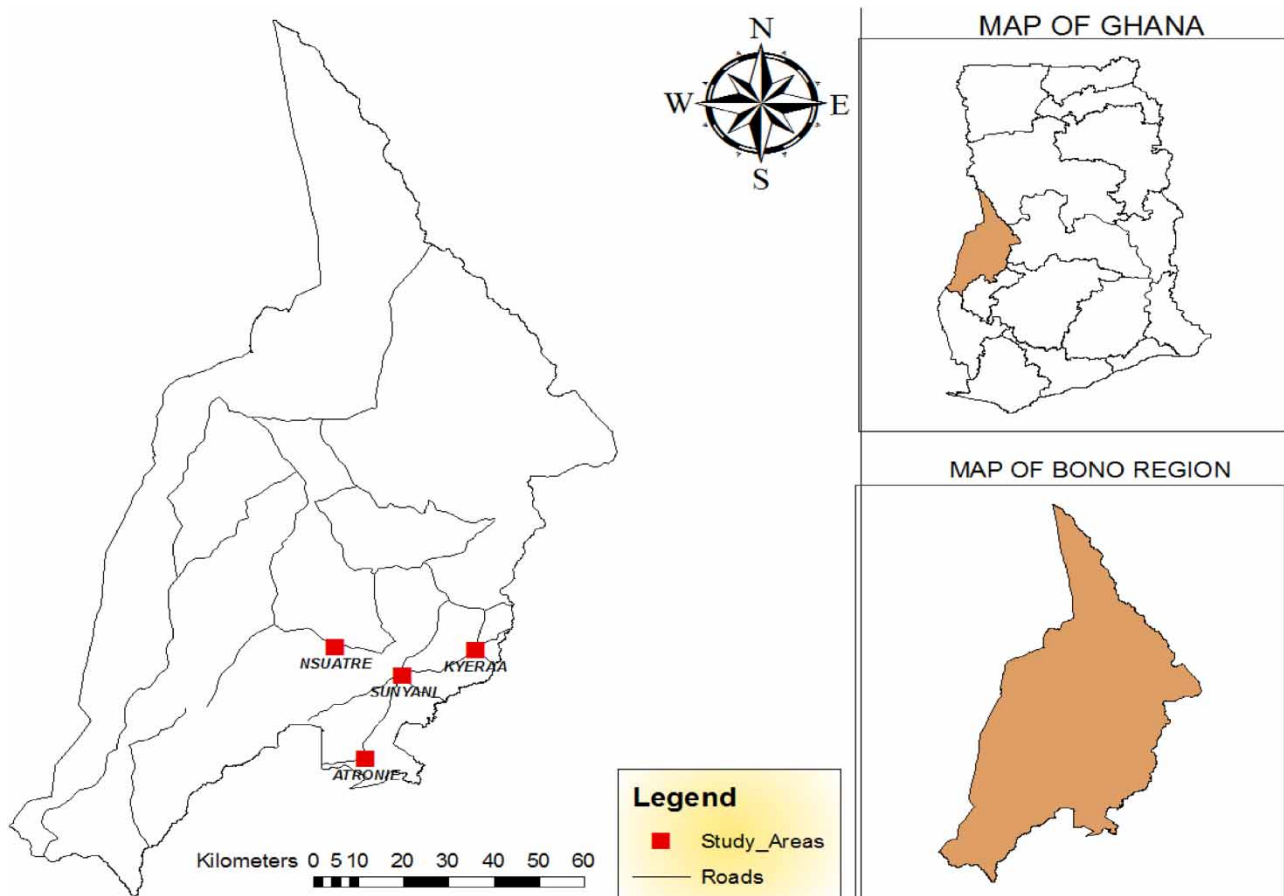 N
W E
S
MAP OF GHANA
NSUATRE
KYERAA
SUNYANI
ATRONIE
Kilometers 0 5 10 20 30 40 50 60
Legend
Study_Areas
Roads
MAP OF BONO REGION